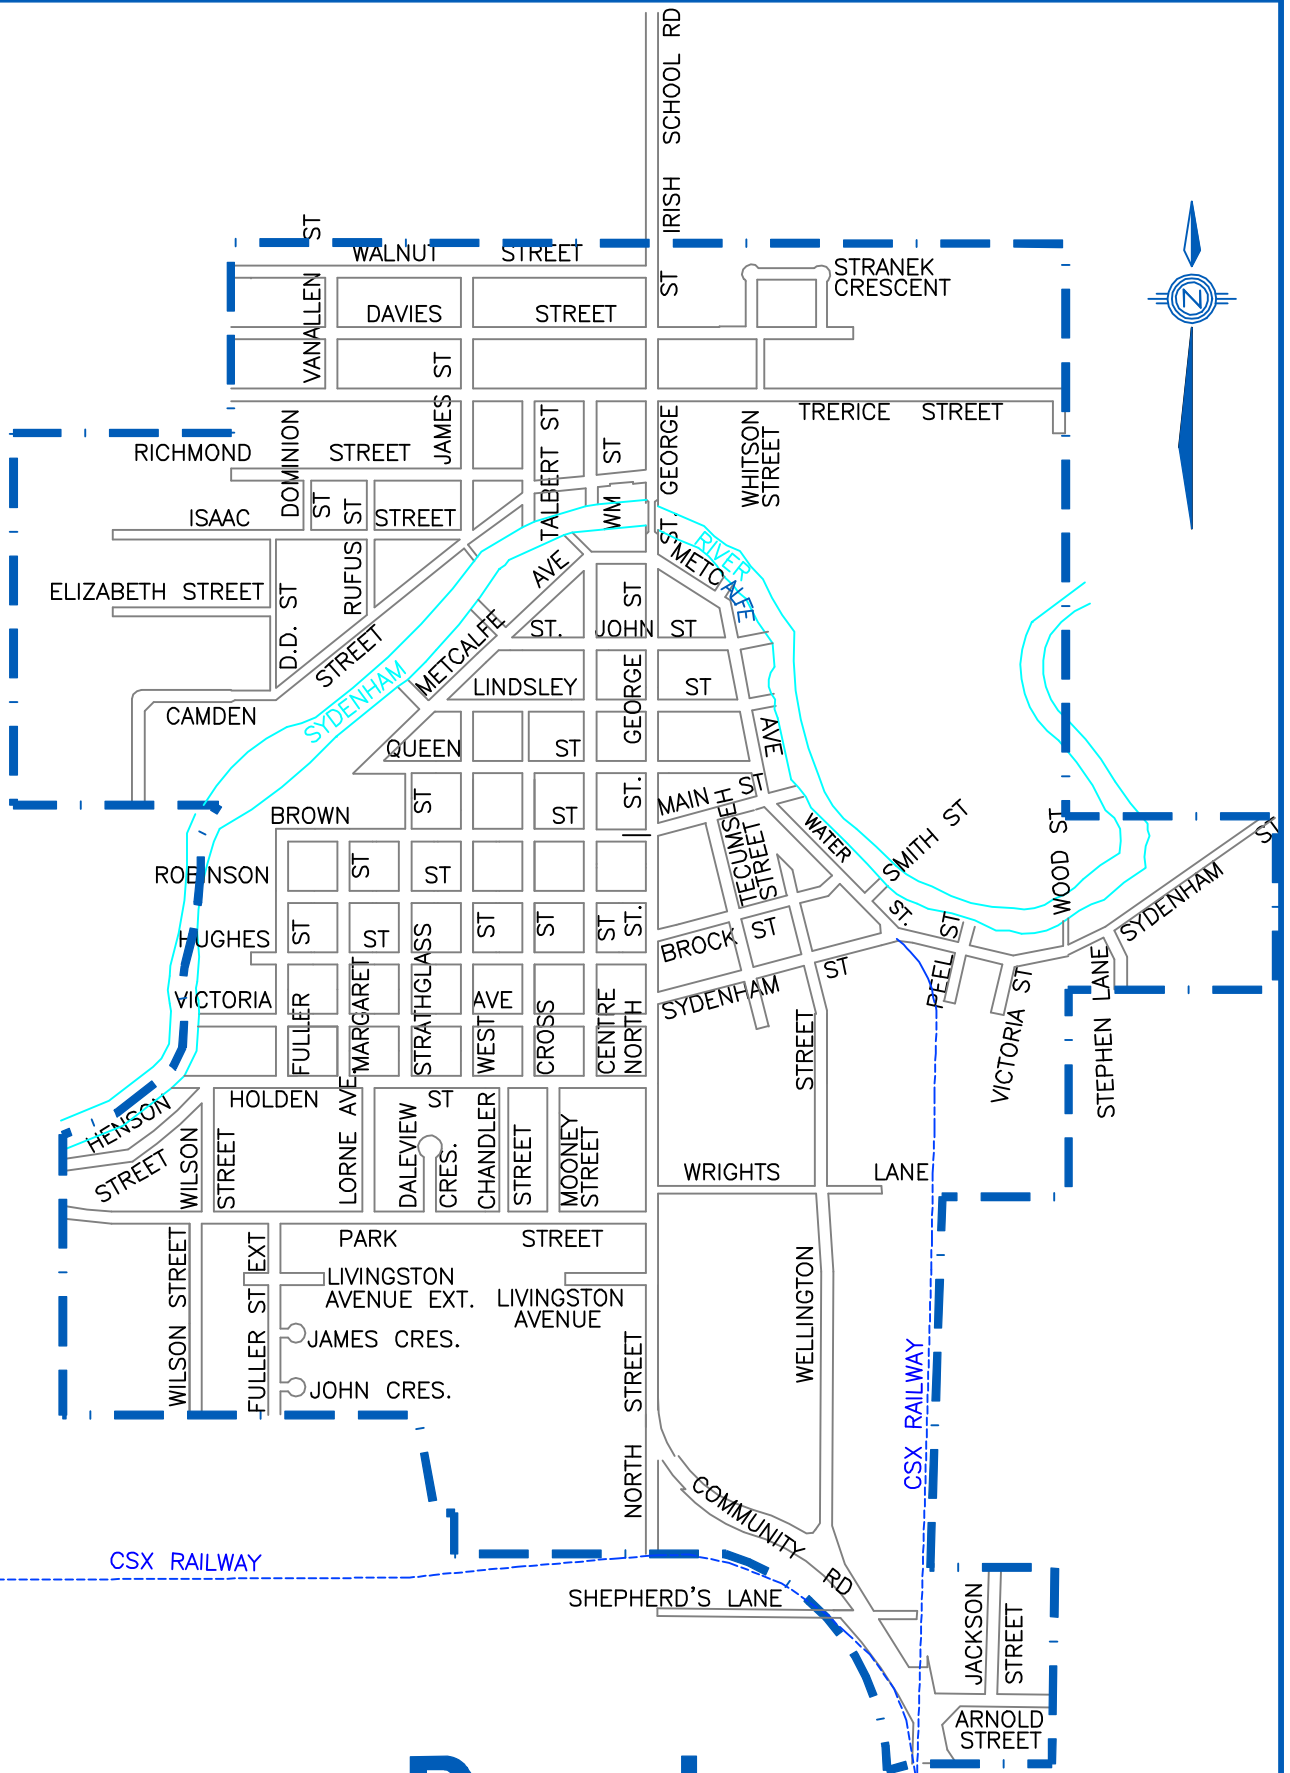 IRISH SCHOOL RD
WALNUT STREET
VANALLEN ST
STRANEK
CRESCENT
DAVIES STREET
ST. GEORGE ST
N
JAMES ST
TRERICE STREET
RICHMOND STREET
DOMINION
ST
TALBERT ST
WM ST
WHITSON
STREET
ISAAC STREET
RUFUS ST
ELIZABETH STREET
D.D. ST
METCALFE AVE
METCALFE AVE
RIVER
ST. JOHN ST
CAMDEN STREET
SYDENHAM
LINDSLEY ST
ST. GEORGE ST
QUEEN ST
BROWN ST
MAIN ST
TECUMSEH
STREET
WATER ST.
SMITH ST
WOOD ST
SYDENHAM ST
ROBINSON ST
HUGHES ST
BROCK ST
VICTORIA AVE
FULLER ST
MARGARET ST
STRATHGLASS ST
WEST ST
CROSS ST
CENTRE ST
NORTH ST.
SYDENHAM ST
PEEL ST
VICTORIA ST
STEPHEN LANE
HOLDEN ST
HENSON
STREET
WILSON
STREET
LORNE AVE.
DALEVIEW
CRES.
CHANDLER
STREET
MOONEY
STREET
WRIGHTS LANE
PARK STREET
WILSON STREET
FULLER ST EXT
LIVINGSTON
AVENUE EXT.
LIVINGSTON
AVENUE
JAMES CRES.
JOHN CRES.
NORTH STREET
WELLINGTON STREET
CSX RAILWAY
COMMUNITY RD
CSX RAILWAY
SHEPHERD'S LANE
JACKSON
STREET
ARNOLD
STREET